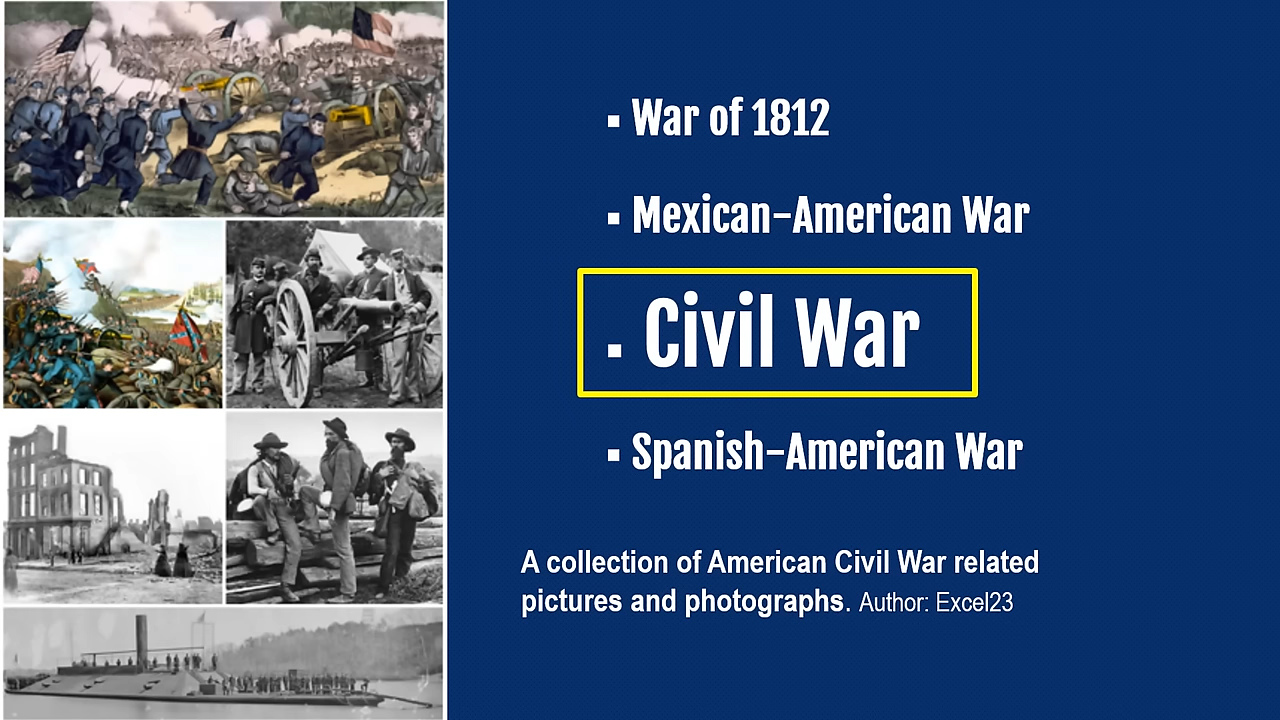 ▪ War of 1812
▪ Mexican-American War
▪ Civil War
▪ Spanish-American War
A collection of American Civil War related
pictures and photographs. Author: Excel23